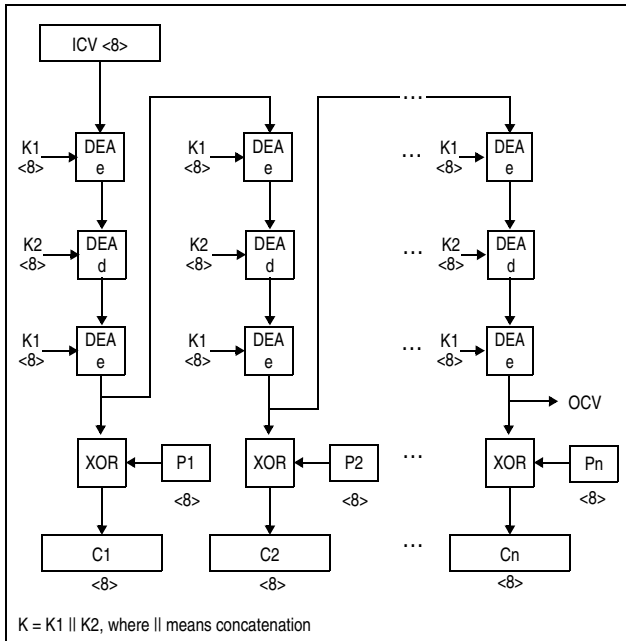 ICV <8>
...
K1 <8> DEA e K1 <8> DEA e ... K1 <8> DEA e
K2 <8> DEA d K2 <8> DEA d ... K2 <8> DEA d
...
K1 <8> DEA e K1 <8> DEA e ... K1 <8> DEA e
OCV
XOR P1 XOR P2 ... XOR Pn
<8> <8> <8>
C1 C2 ... Cn
<8> <8> <8>
K = K1 || K2, where || means concatenation